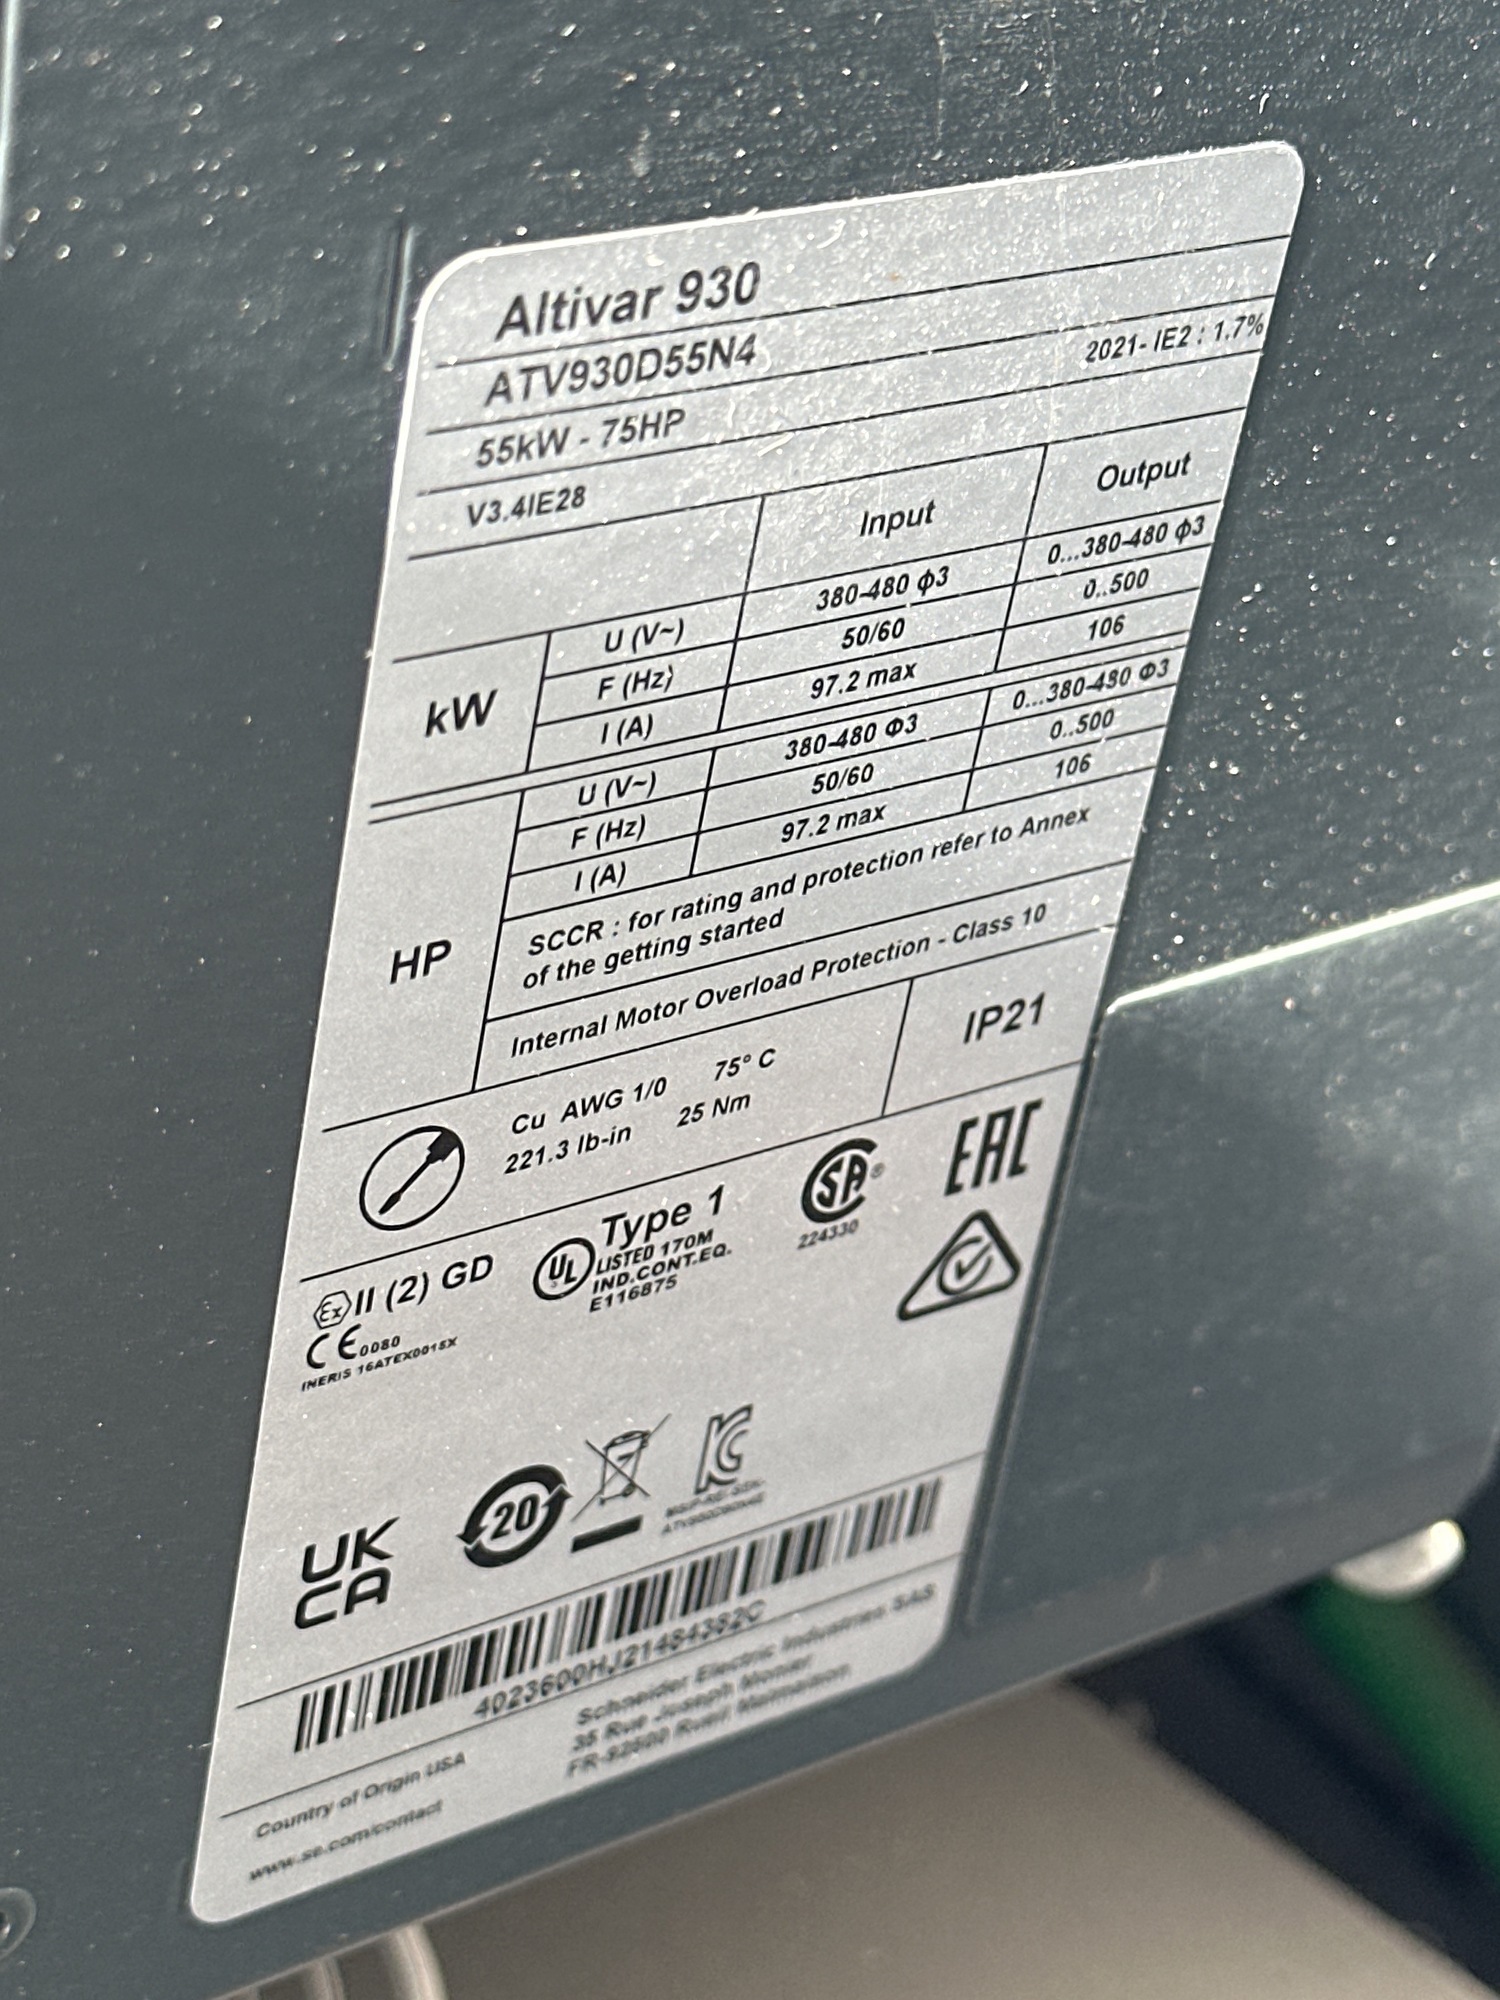 Altivar 930
ATV930D55N4
2021- IE2 : 1.7%
55kW - 75HP
V3.4IE28
Input Output
kW U (V~) 380-480 ϕ3 0...380-480 ϕ3
F (Hz) 50/60 0..500
I (A) 97.2 max 106
HP U (V~) 380-480 Φ3 0...380-480 Φ3
F (Hz) 50/60 0..500
I (A) 97.2 max 106
SCCR : for rating and protection refer to Annex
of the getting started
Internal Motor Overload Protection - Class 10
Cu AWG 1/0 75° C
221.3 lb-in 25 Nm
IP21
Ex II (2) GD
CE 0080
INERIS 16ATEX0015X
Type 1
UL LISTED 170M
IND.CONT.EQ.
E116875
SA ®
224330
EAC
UK
CA
20
KC
4023600HJ21484382C
Schneider Electric Industries SAS
35 Rue Joseph Monier
FR-92500 Rueil Malmaison
Country of Origin USA
www.se.com/contact